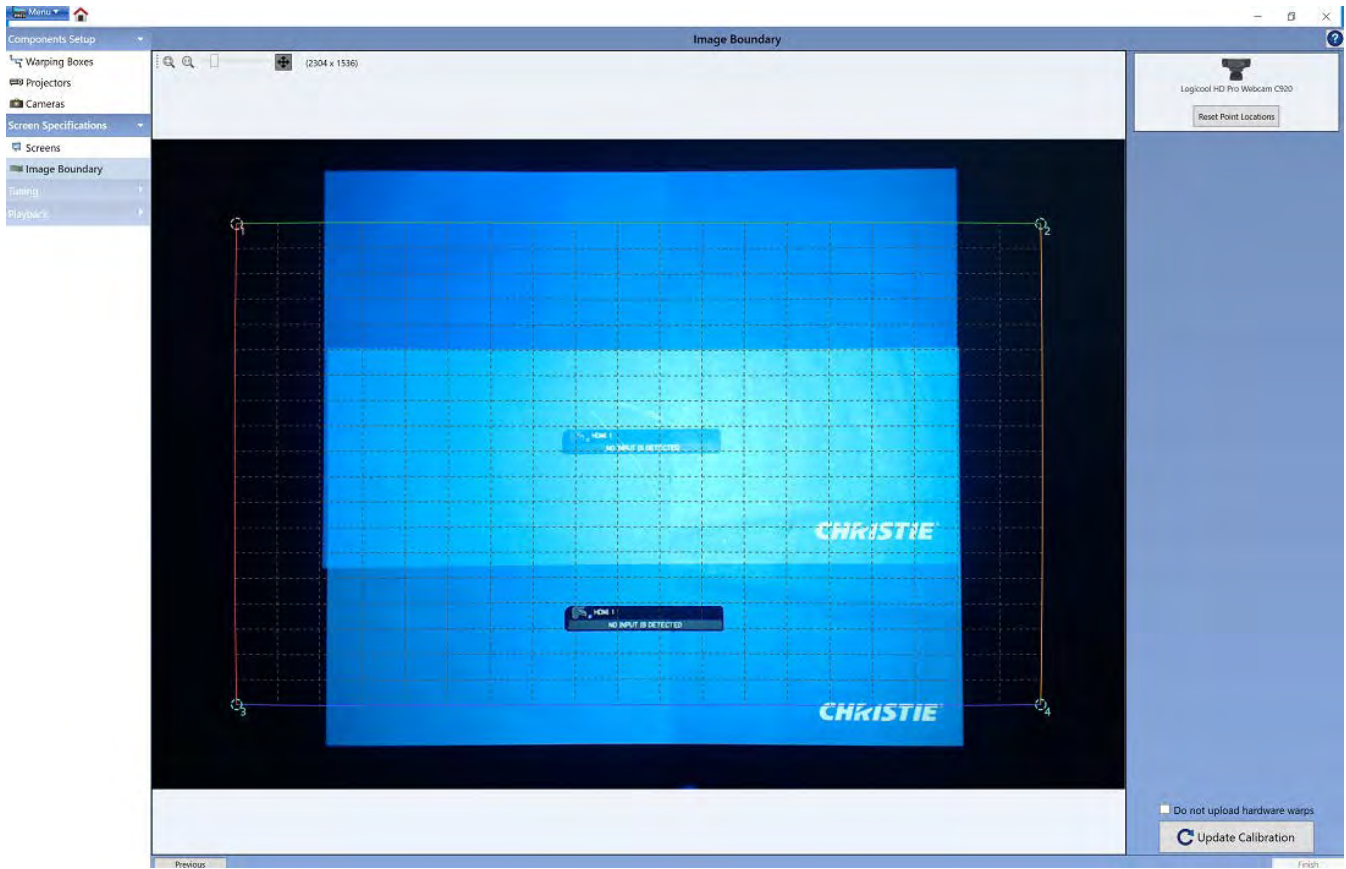 Menu
Components Setup
Image Boundary
?
Warping Boxes
(2304 x 1536)
Projectors
Cameras
Logicool HD Pro Webcam C920
Reset Point Locations
Screen Specifications
Screens
Image Boundary
Tuning
Playback
1
2
HDMI 1
NO INPUT IS DETECTED
CHRISTIE
HDMI 1
NO INPUT IS DETECTED
3
CHRISTIE
4
Do not upload hardware warps
Update Calibration
Previous
Finish